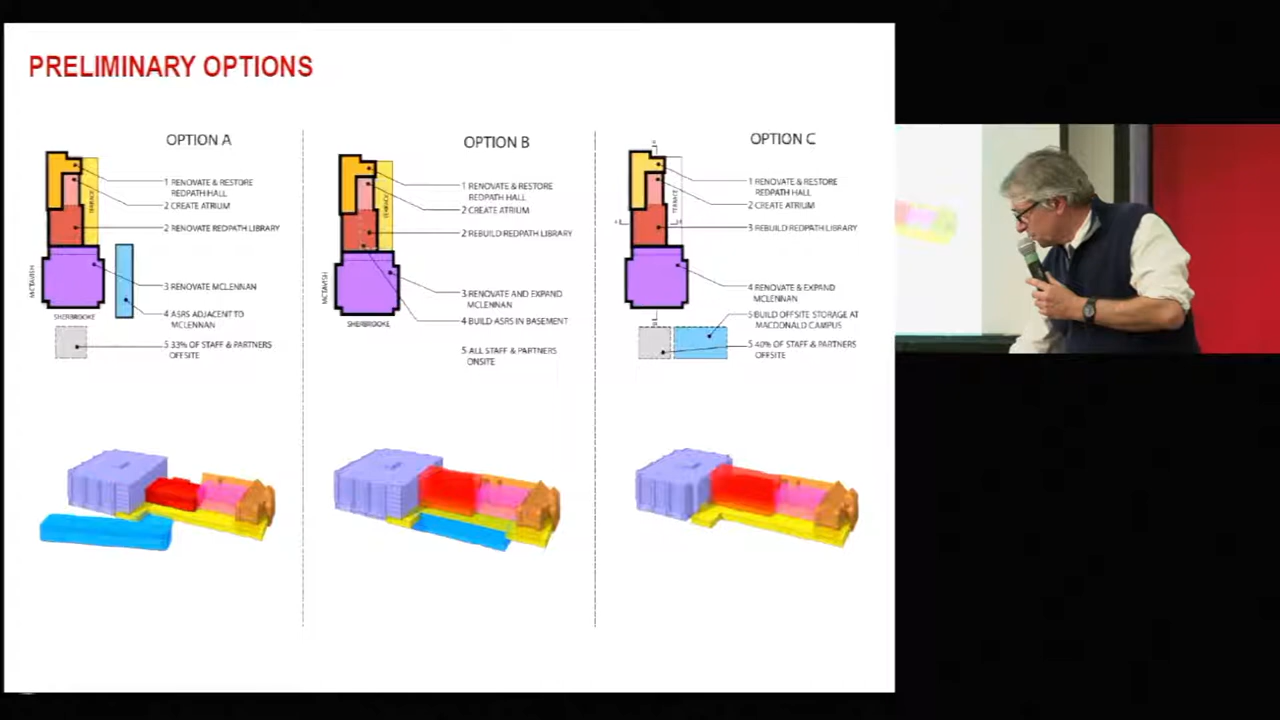 PRELIMINARY OPTIONS
OPTION A
1 RENOVATE & RESTORE
REDPATH HALL
2 CREATE ATRIUM
TERRACE
2 RENOVATE REDPATH LIBRARY
MCTAVISH
3 RENOVATE MCLENNAN
4 ASRS ADJACENT TO
MCLENNAN
SHERBROOKE
5 33% OF STAFF & PARTNERS
OFFSITE
OPTION B
1 RENOVATE & RESTORE
REDPATH HALL
2 CREATE ATRIUM
TERRACE
2 REBUILD REDPATH LIBRARY
MCTAVISH
3 RENOVATE AND EXPAND
MCLENNAN
4 BUILD ASRS IN BASEMENT
SHERBROOKE
5 ALL STAFF & PARTNERS
ONSITE
OPTION C
1 RENOVATE & RESTORE
REDPATH HALL
2 CREATE ATRIUM
TERRACE
3 REBUILD REDPATH LIBRARY
4 RENOVATE & EXPAND
MCLENNAN
5 BUILD OFFSITE STORAGE AT
MACDONALD CAMPUS
5 40% OF STAFF & PARTNERS
OFFSITE